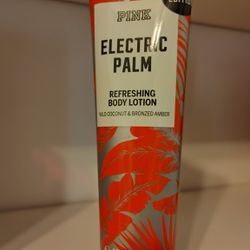 PINK
ELECTRIC
PALM
REFRESHING
BODY LOTION
WILD COCONUT & BRONZED AMBER